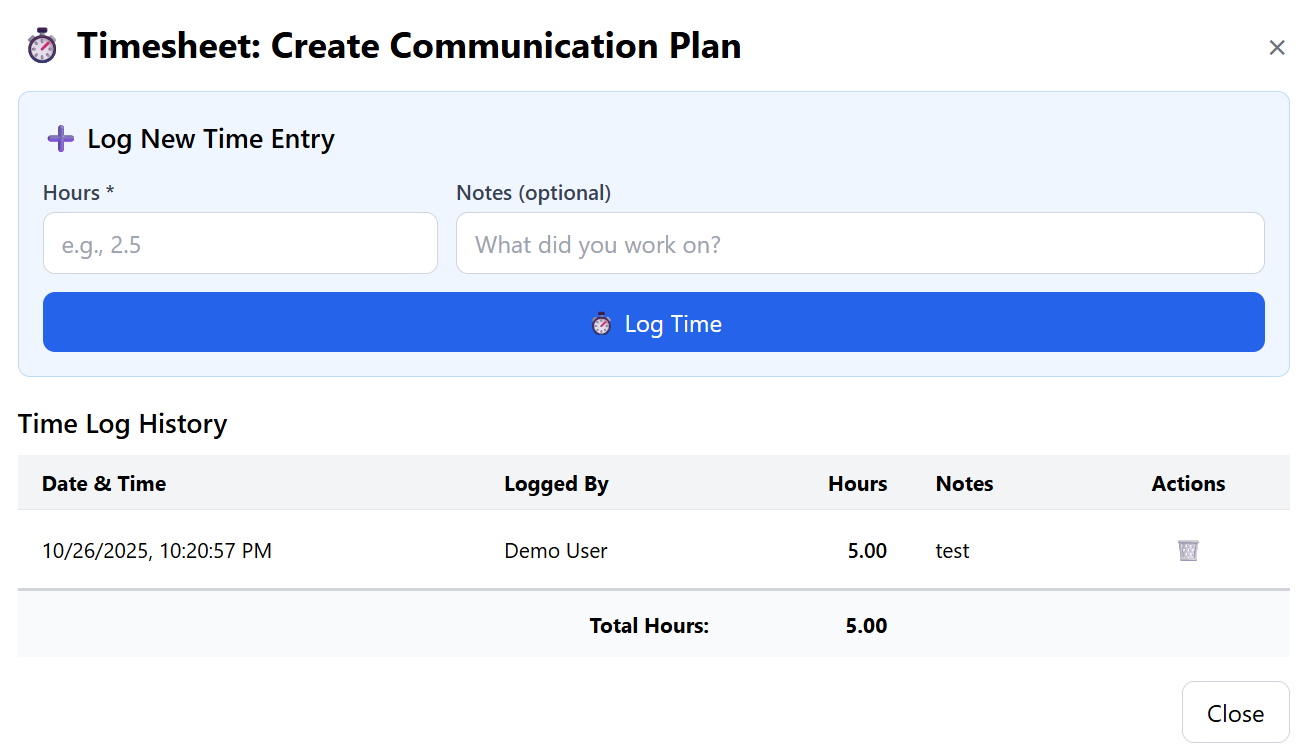 Timesheet: Create Communication Plan
×
Log New Time Entry
Hours *
Notes (optional)
e.g., 2.5
What did you work on?
Log Time
Time Log History
Date & Time Logged By Hours Notes Actions
10/26/2025, 10:20:57 PM Demo User 5.00 test
Total Hours: 5.00
Close